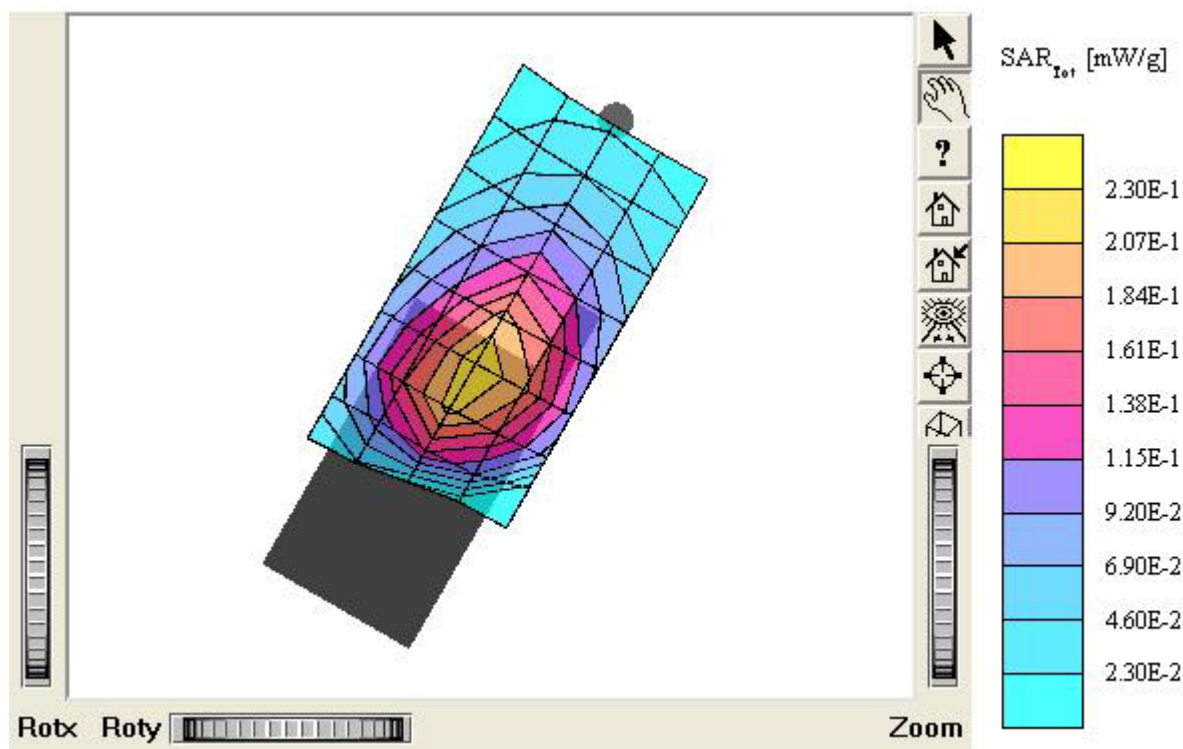 SAR_Tot [mW/g]
?
2.30E-1
2.07E-1
1.84E-1
1.61E-1
1.38E-1
1.15E-1
9.20E-2
6.90E-2
4.60E-2
2.30E-2
Rotx Roty Zoom